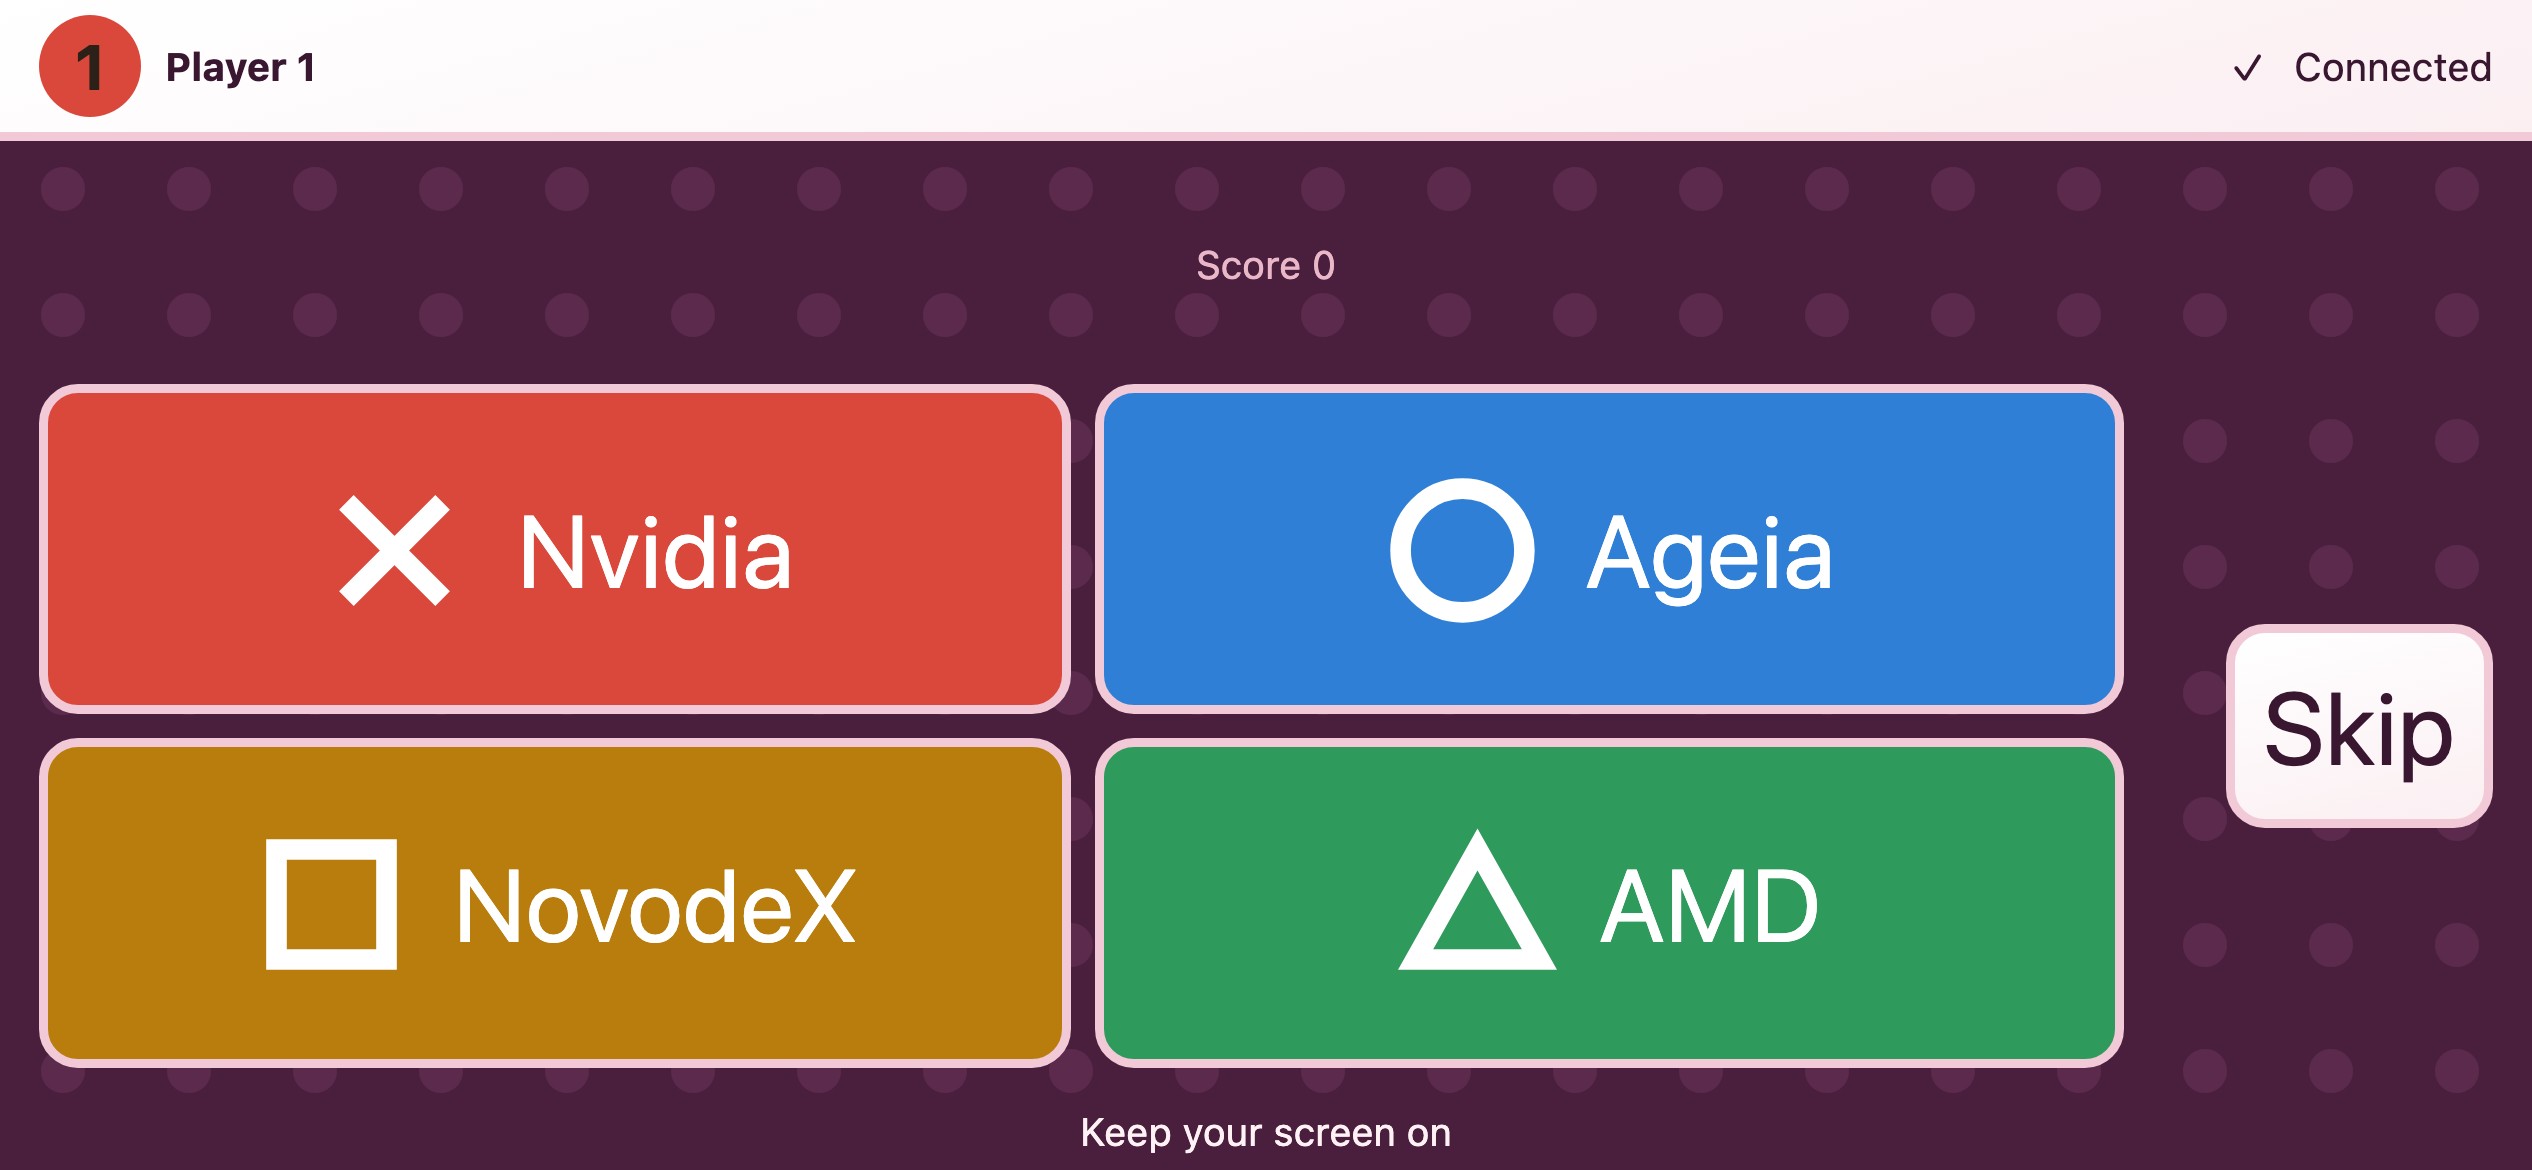 1 Player 1
✓ Connected
Score 0
Nvidia
Ageia
NovodeX
AMD
Skip
Keep your screen on